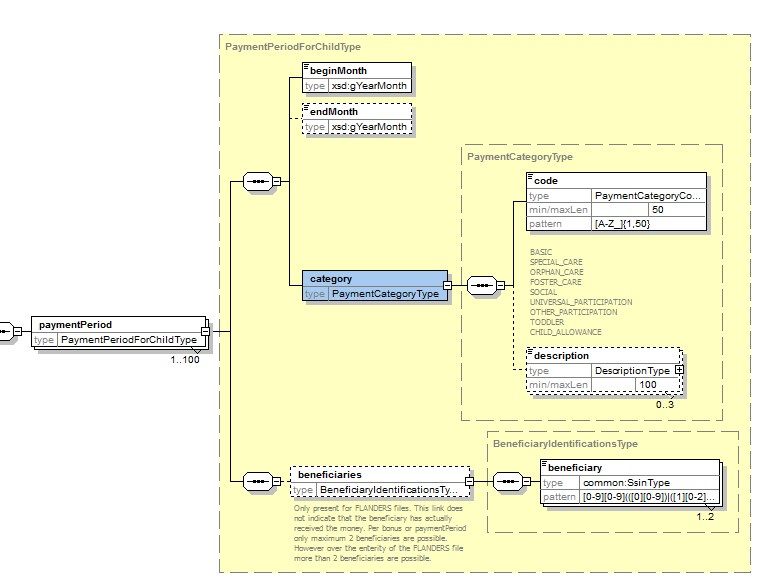 PaymentPeriodForChildType
beginMonth
type xsd:gYearMonth
endMonth
type xsd:gYearMonth
PaymentCategoryType
code
type PaymentCategoryCo...
min/maxLen 50
pattern [A-Z_]{1,50}
BASIC
SPECIAL_CARE
ORPHAN_CARE
FOSTER_CARE
SOCIAL
UNIVERSAL_PARTICIPATION
OTHER_PARTICIPATION
TODDLER
CHILD_ALLOWANCE
category
type PaymentCategoryType
paymentPeriod
type PaymentPeriodForChildType
1..100
description
type DescriptionType
min/maxLen 100
0..3
BeneficiaryIdentificationsType
beneficiaries
type BeneficiaryIdentificationsTy...
beneficiary
type common:SsinType
pattern [0-9][0-9](([0][0-9])|([1][0-2]...
1..2
Only present for FLANDERS files. This link does
not indicate that the beneficiary has actually
received the money. Per bonus or paymentPeriod
only maximum 2 beneficiaries are possible.
However over the enterity of the FLANDERS file
more than 2 beneficiaries are possible.